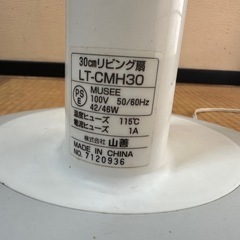 30cmリビング扇
LT-CMH30
MUSEE
PSE 100V 50/60Hz
42/46W
温度ヒューズ 115℃
電流ヒューズ 1A
株式会社 山善
MADE IN CHINA
NO.7120936